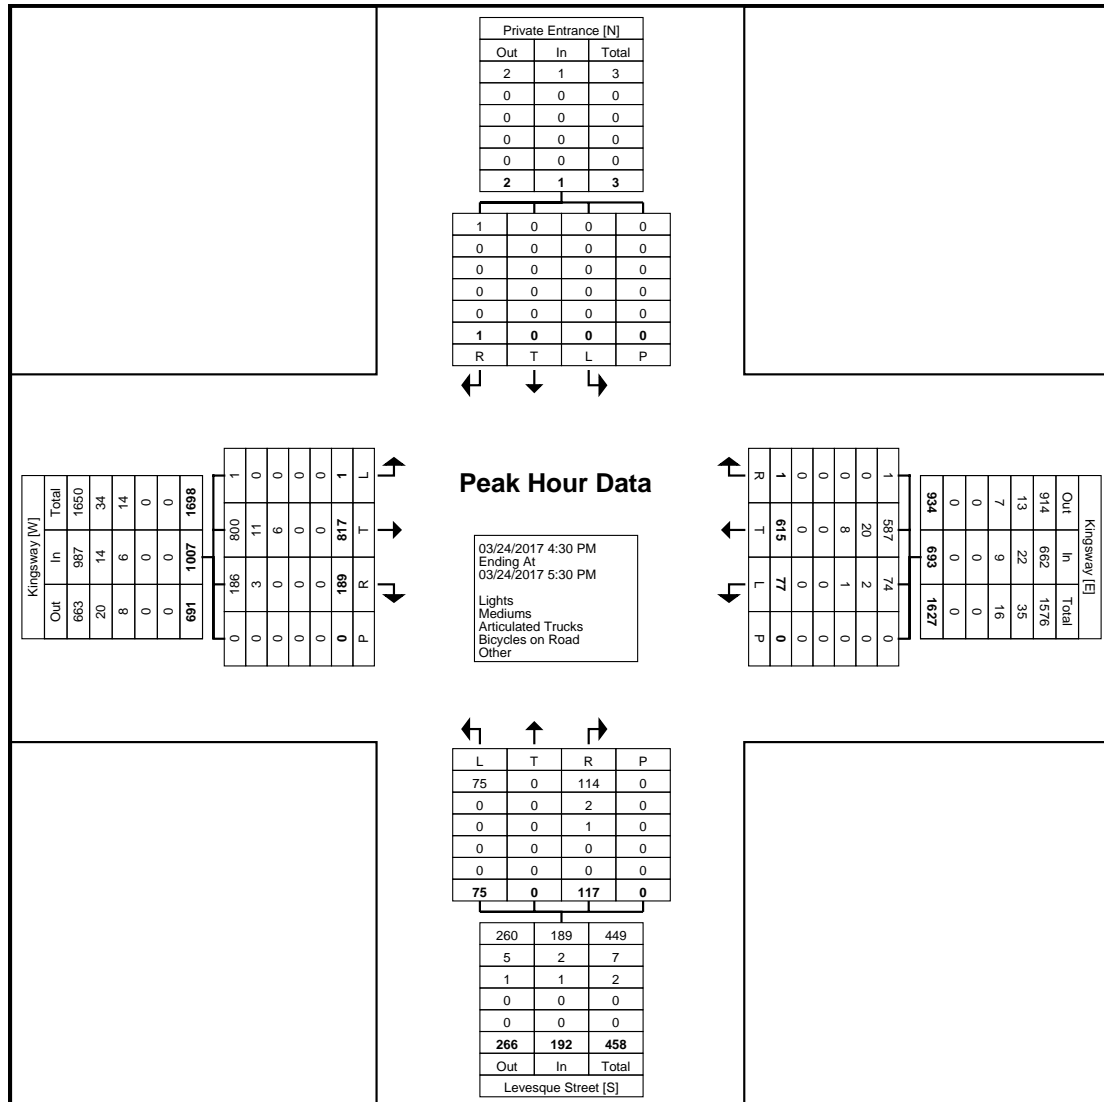 Private Entrance [N]
Out In Total
2 1 3
0 0 0
0 0 0
0 0 0
0 0 0
2 1 3
1 0 0 0
0 0 0 0
0 0 0 0
0 0 0 0
0 0 0 0
1 0 0 0
R T L P
Kingsway [W]
Total In Out
1650 987 663
34 14 20
14 6 8
0 0 0
0 0 0
1698 1007 691
1 800 186 0
0 11 3 0
0 6 0 0
0 0 0 0
0 0 0 0
1 817 189 0
L T R P
Peak Hour Data
03/24/2017 4:30 PM
Ending At
03/24/2017 5:30 PM
Lights
Mediums
Articulated Trucks
Bicycles on Road
Other
R T L P
1 615 77 0
0 0 0 0
0 0 0 0
0 8 1 0
0 20 2 0
1 587 74 0
Kingsway [E]
Out In Total
914 662 1576
13 22 35
7 9 16
0 0 0
0 0 0
934 693 1627
L T R P
75 0 114 0
0 0 2 0
0 0 1 0
0 0 0 0
0 0 0 0
75 0 117 0
260 189 449
5 2 7
1 1 2
0 0 0
0 0 0
266 192 458
Out In Total
Levesque Street [S]